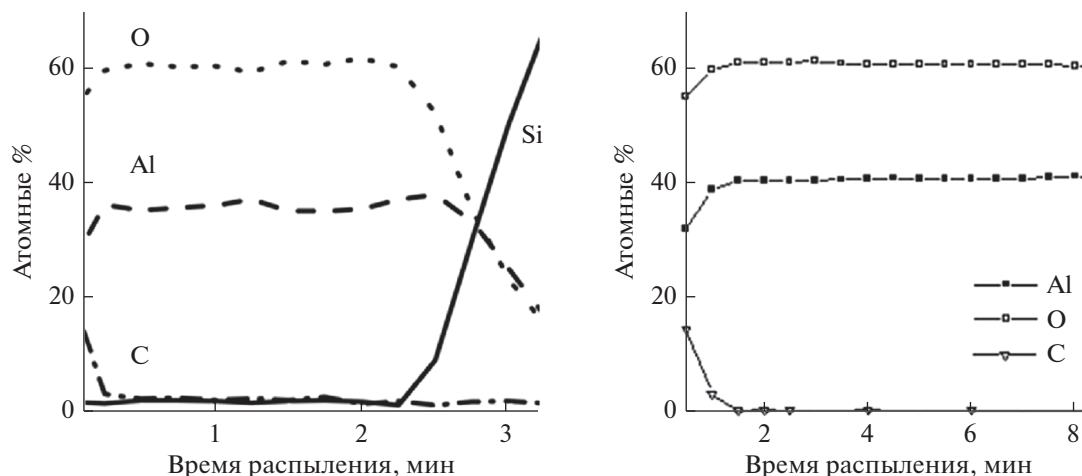 O
60
Si
Al
40
20
C
0
1
2
3
Атомные %
Время распыления, мин
60
40
20
0
2
4
6
8
Атомные %
Время распыления, мин
Al
O
C